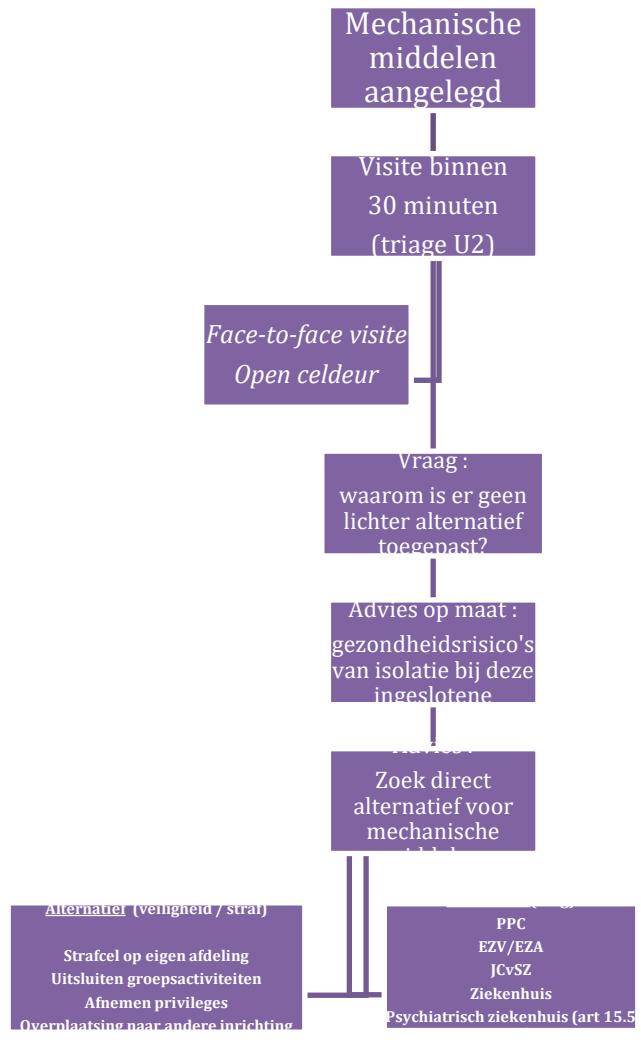 Mechanische
middelen
aangelegd
Visite binnen
30 minuten
(triage U2)
Face-to-face visite
Open celdeur
Vraag :
waarom is er geen
lichter alternatief
toegepast?
Advies op maat :
gezondheidsrisico's
van isolatie bij deze
ingeslotene
Advies :
Zoek direct
alternatief voor
mechanische
Alternatief (veiligheid / straf)
Strafcel op eigen afdeling
Uitsluiten groepsactiviteiten
Afnemen privileges
Overplaatsing naar andere inrichting
PPC
EZV/EZA
JCvSZ
Ziekenhuis
Psychiatrisch ziekenhuis (art 15.5